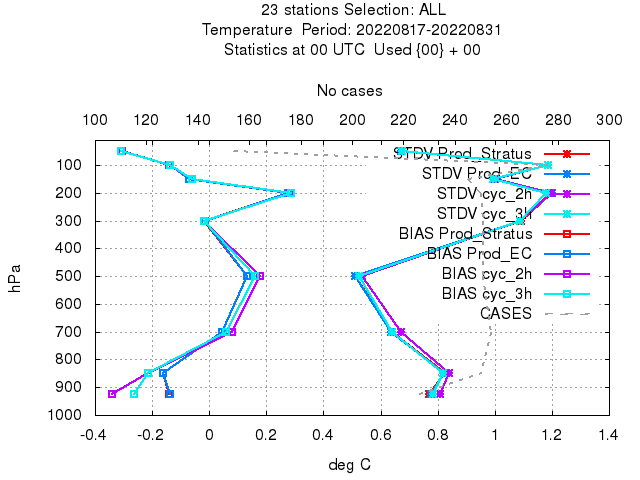 23 stations Selection: ALL
Temperature Period: 20220817-20220831
Statistics at 00 UTC Used {00} + 00
No cases
100 120 140 160 180 200 220 240 260 280 300
STDV Prod_Stratus
STDV Prod_EC
STDV cyc_2h
STDV cyc_3h
BIAS Prod_Stratus
BIAS Prod_EC
BIAS cyc_2h
BIAS cyc_3h
CASES
hPa
100
200
300
400
500
600
700
800
900
1000
-0.4 -0.2 0 0.2 0.4 0.6 0.8 1 1.2 1.4
deg C